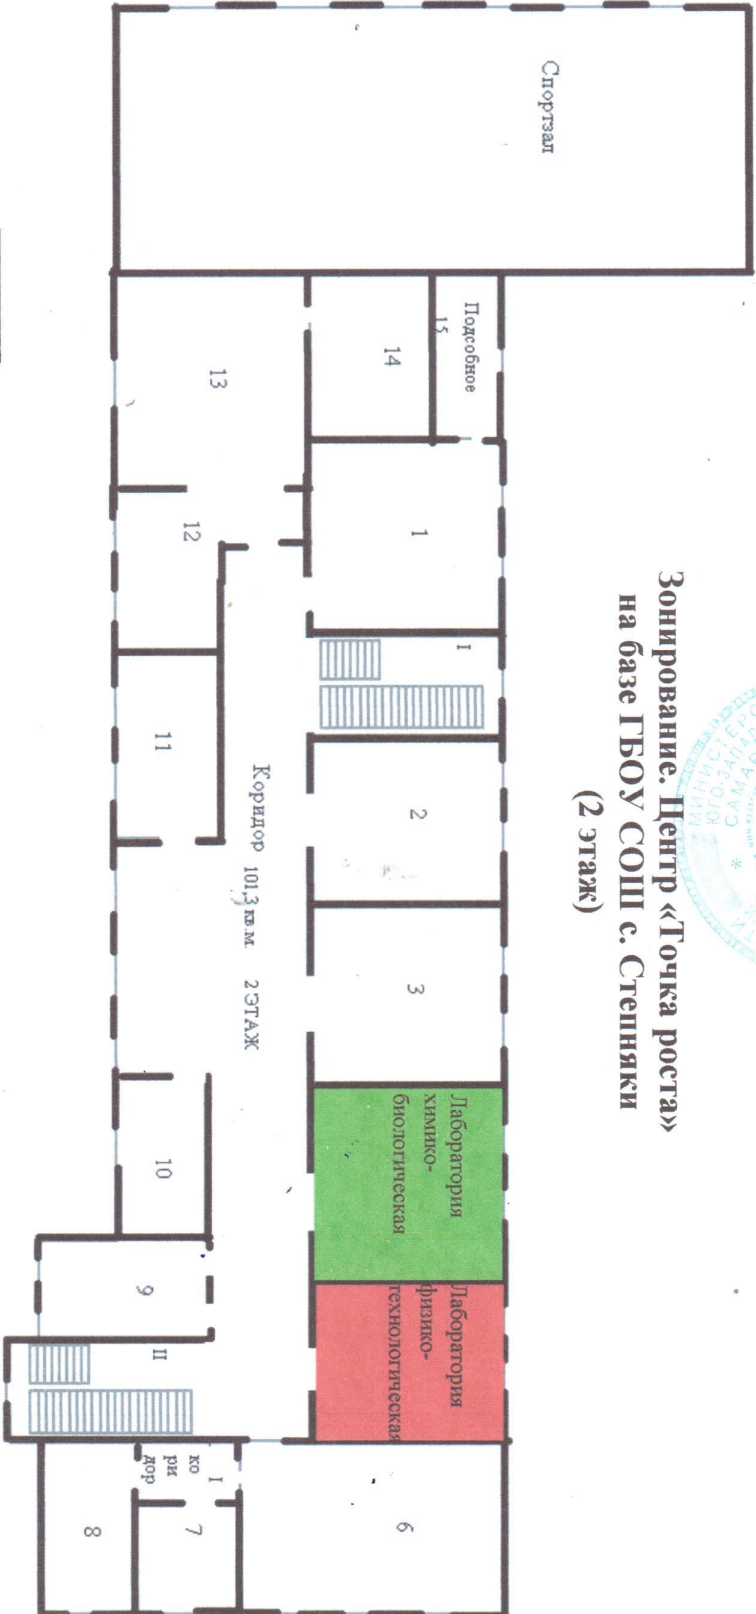 Зонирование. Центр «Точка роста»
на базе ГБОУ СОШ с. Степняки
(2 этаж)
Спортзал
Подсобное
15
14
13
1
12
I
11
2
Коридор 101,3 кв.м. 2 ЭТАЖ
3
Лаборатория
химико-
биологическая
Лаборатория
физико-
технологическая
10
9
II
6
I
ко
ри
дор
7
8